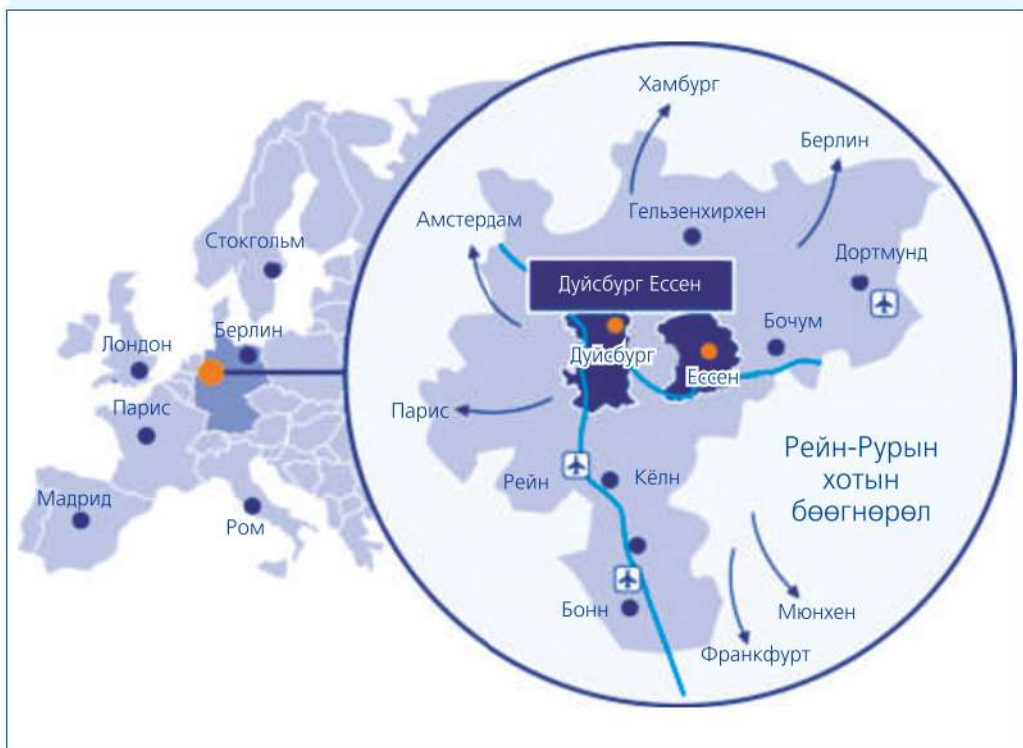 Хамбург
Берлин
Амстердам
Гельзенхирхен
Стокгольм
Дортмунд
Дуйсбург Ессен
Берлин
Бочум
Лондон
Дуйсбург
Ессен
Парис
Парис
Рейн-Рурын
хотын
бөөгнөрөл
Рейн
Кёлн
Мадрид
Ром
Бонн
Мюнхен
Франкфурт